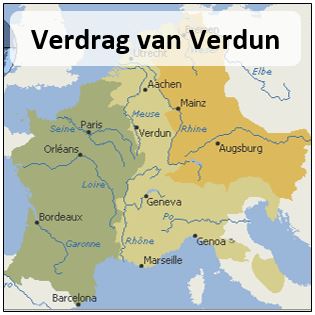 Verdrag van Verdun
Utrecht
Elbe
Aachen
Meuse
Mainz
Paris
Seine
Verdun
Rhine
Orléans
Augsburg
Loire
Geneva
Po
Bordeaux
Garonne
Rhône
Genoa
Marseille
Barcelona